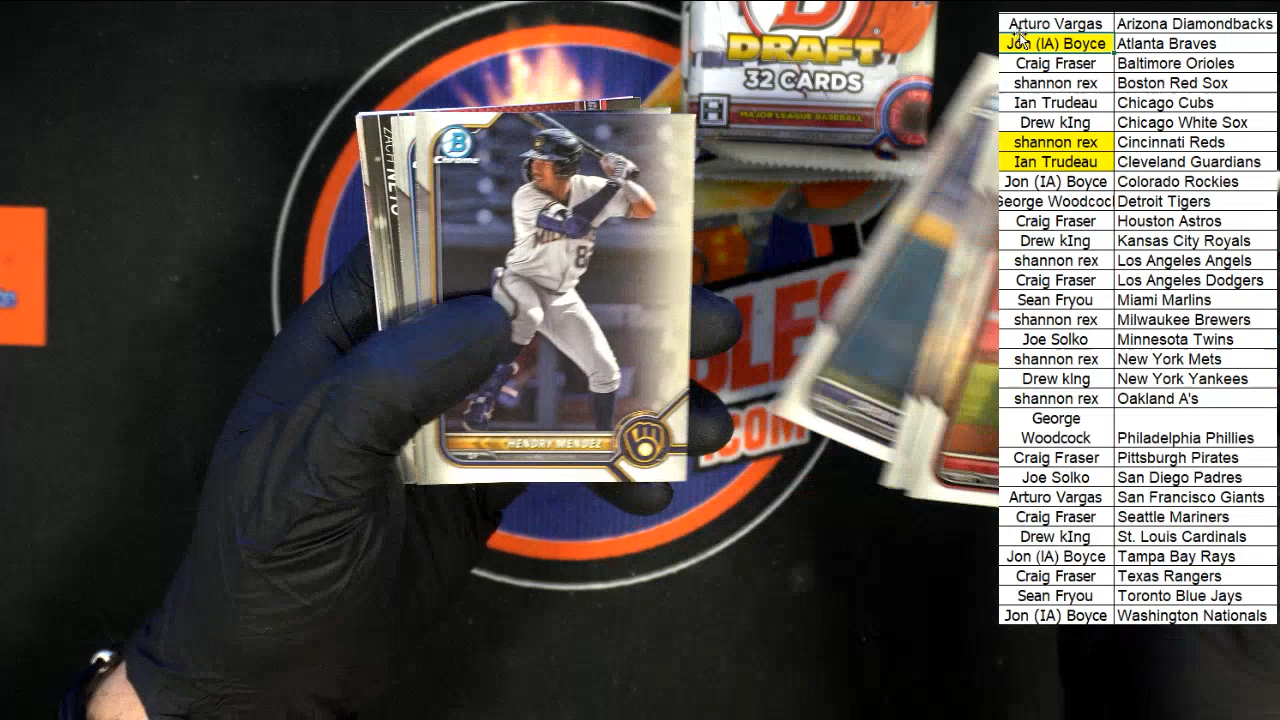 DRAFT
32 CARDS
MAJOR LEAGUE BASEBALL
B
Chrome
ZACH NETO
HENDRY MENDEZ
OF
.COM
Arturo Vargas Arizona Diamondbacks
Jon (IA) Boyce Atlanta Braves
Craig Fraser Baltimore Orioles
shannon rex Boston Red Sox
Ian Trudeau Chicago Cubs
Drew kIng Chicago White Sox
shannon rex Cincinnati Reds
Ian Trudeau Cleveland Guardians
Jon (IA) Boyce Colorado Rockies
George Woodcoc Detroit Tigers
Craig Fraser Houston Astros
Drew kIng Kansas City Royals
shannon rex Los Angeles Angels
Craig Fraser Los Angeles Dodgers
Sean Fryou Miami Marlins
shannon rex Milwaukee Brewers
Joe Solko Minnesota Twins
shannon rex New York Mets
Drew kIng New York Yankees
shannon rex Oakland A's
George
Woodcock Philadelphia Phillies
Craig Fraser Pittsburgh Pirates
Joe Solko San Diego Padres
Arturo Vargas San Francisco Giants
Craig Fraser Seattle Mariners
Drew kIng St. Louis Cardinals
Jon (IA) Boyce Tampa Bay Rays
Craig Fraser Texas Rangers
Sean Fryou Toronto Blue Jays
Jon (IA) Boyce Washington Nationals